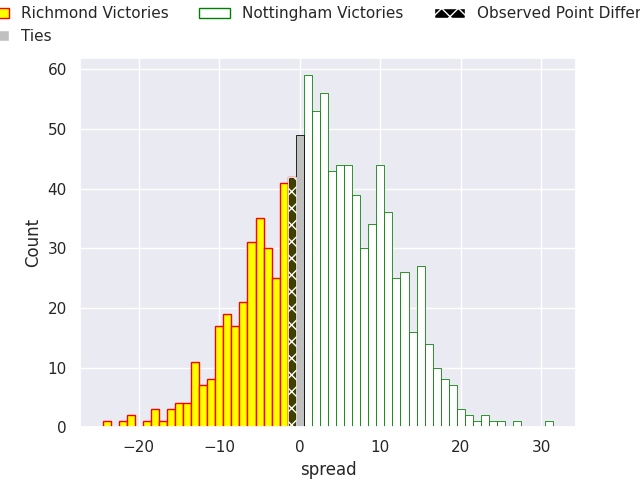 Richmond Victories
Nottingham Victories
Observed Point Differ
Ties
60
50
40
30
20
10
0
Count
−20
−10
0
10
20
30
spread